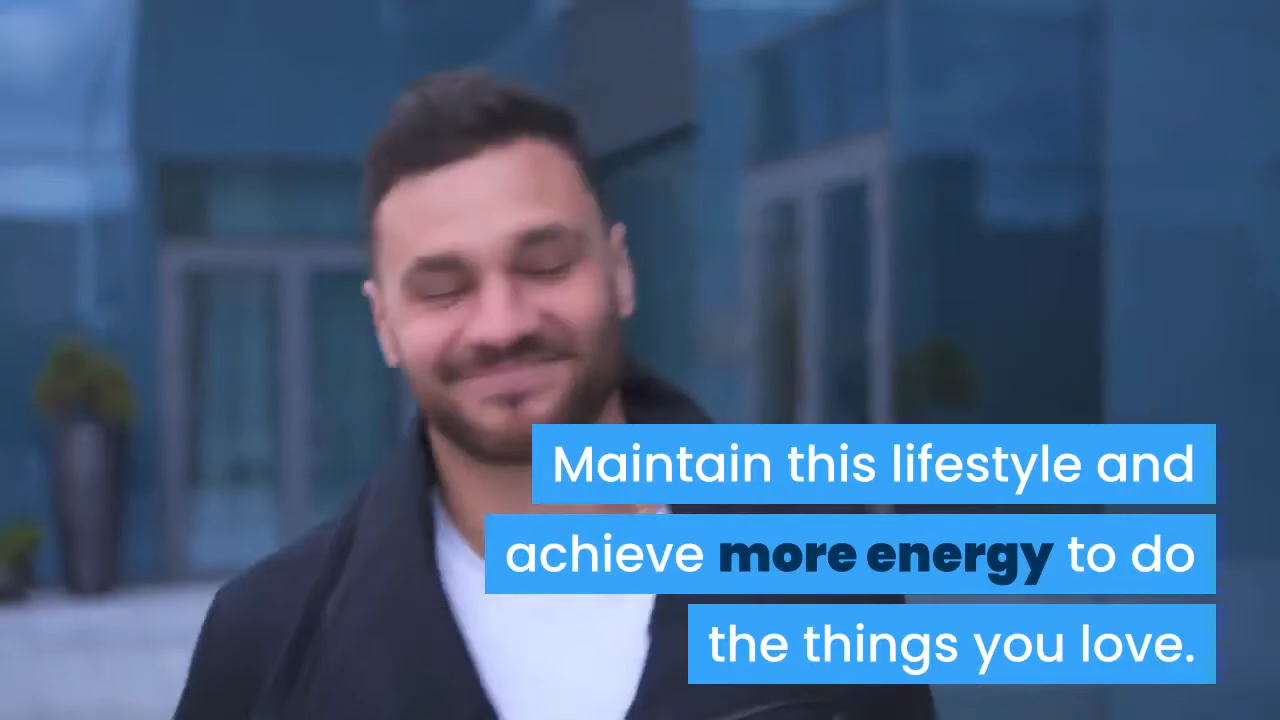 Maintain this lifestyle and
achieve more energy to do
the things you love.